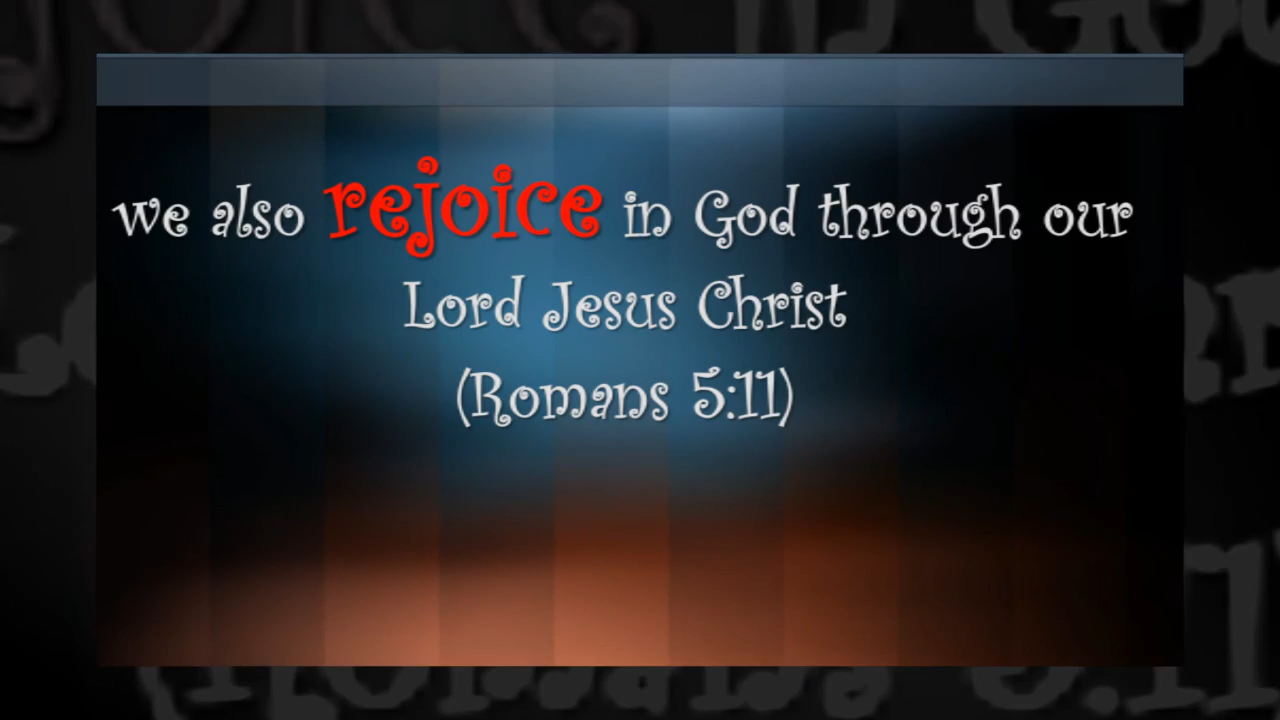 we also rejoice in God through our
Lord Jesus Christ
(Romans 5:11)